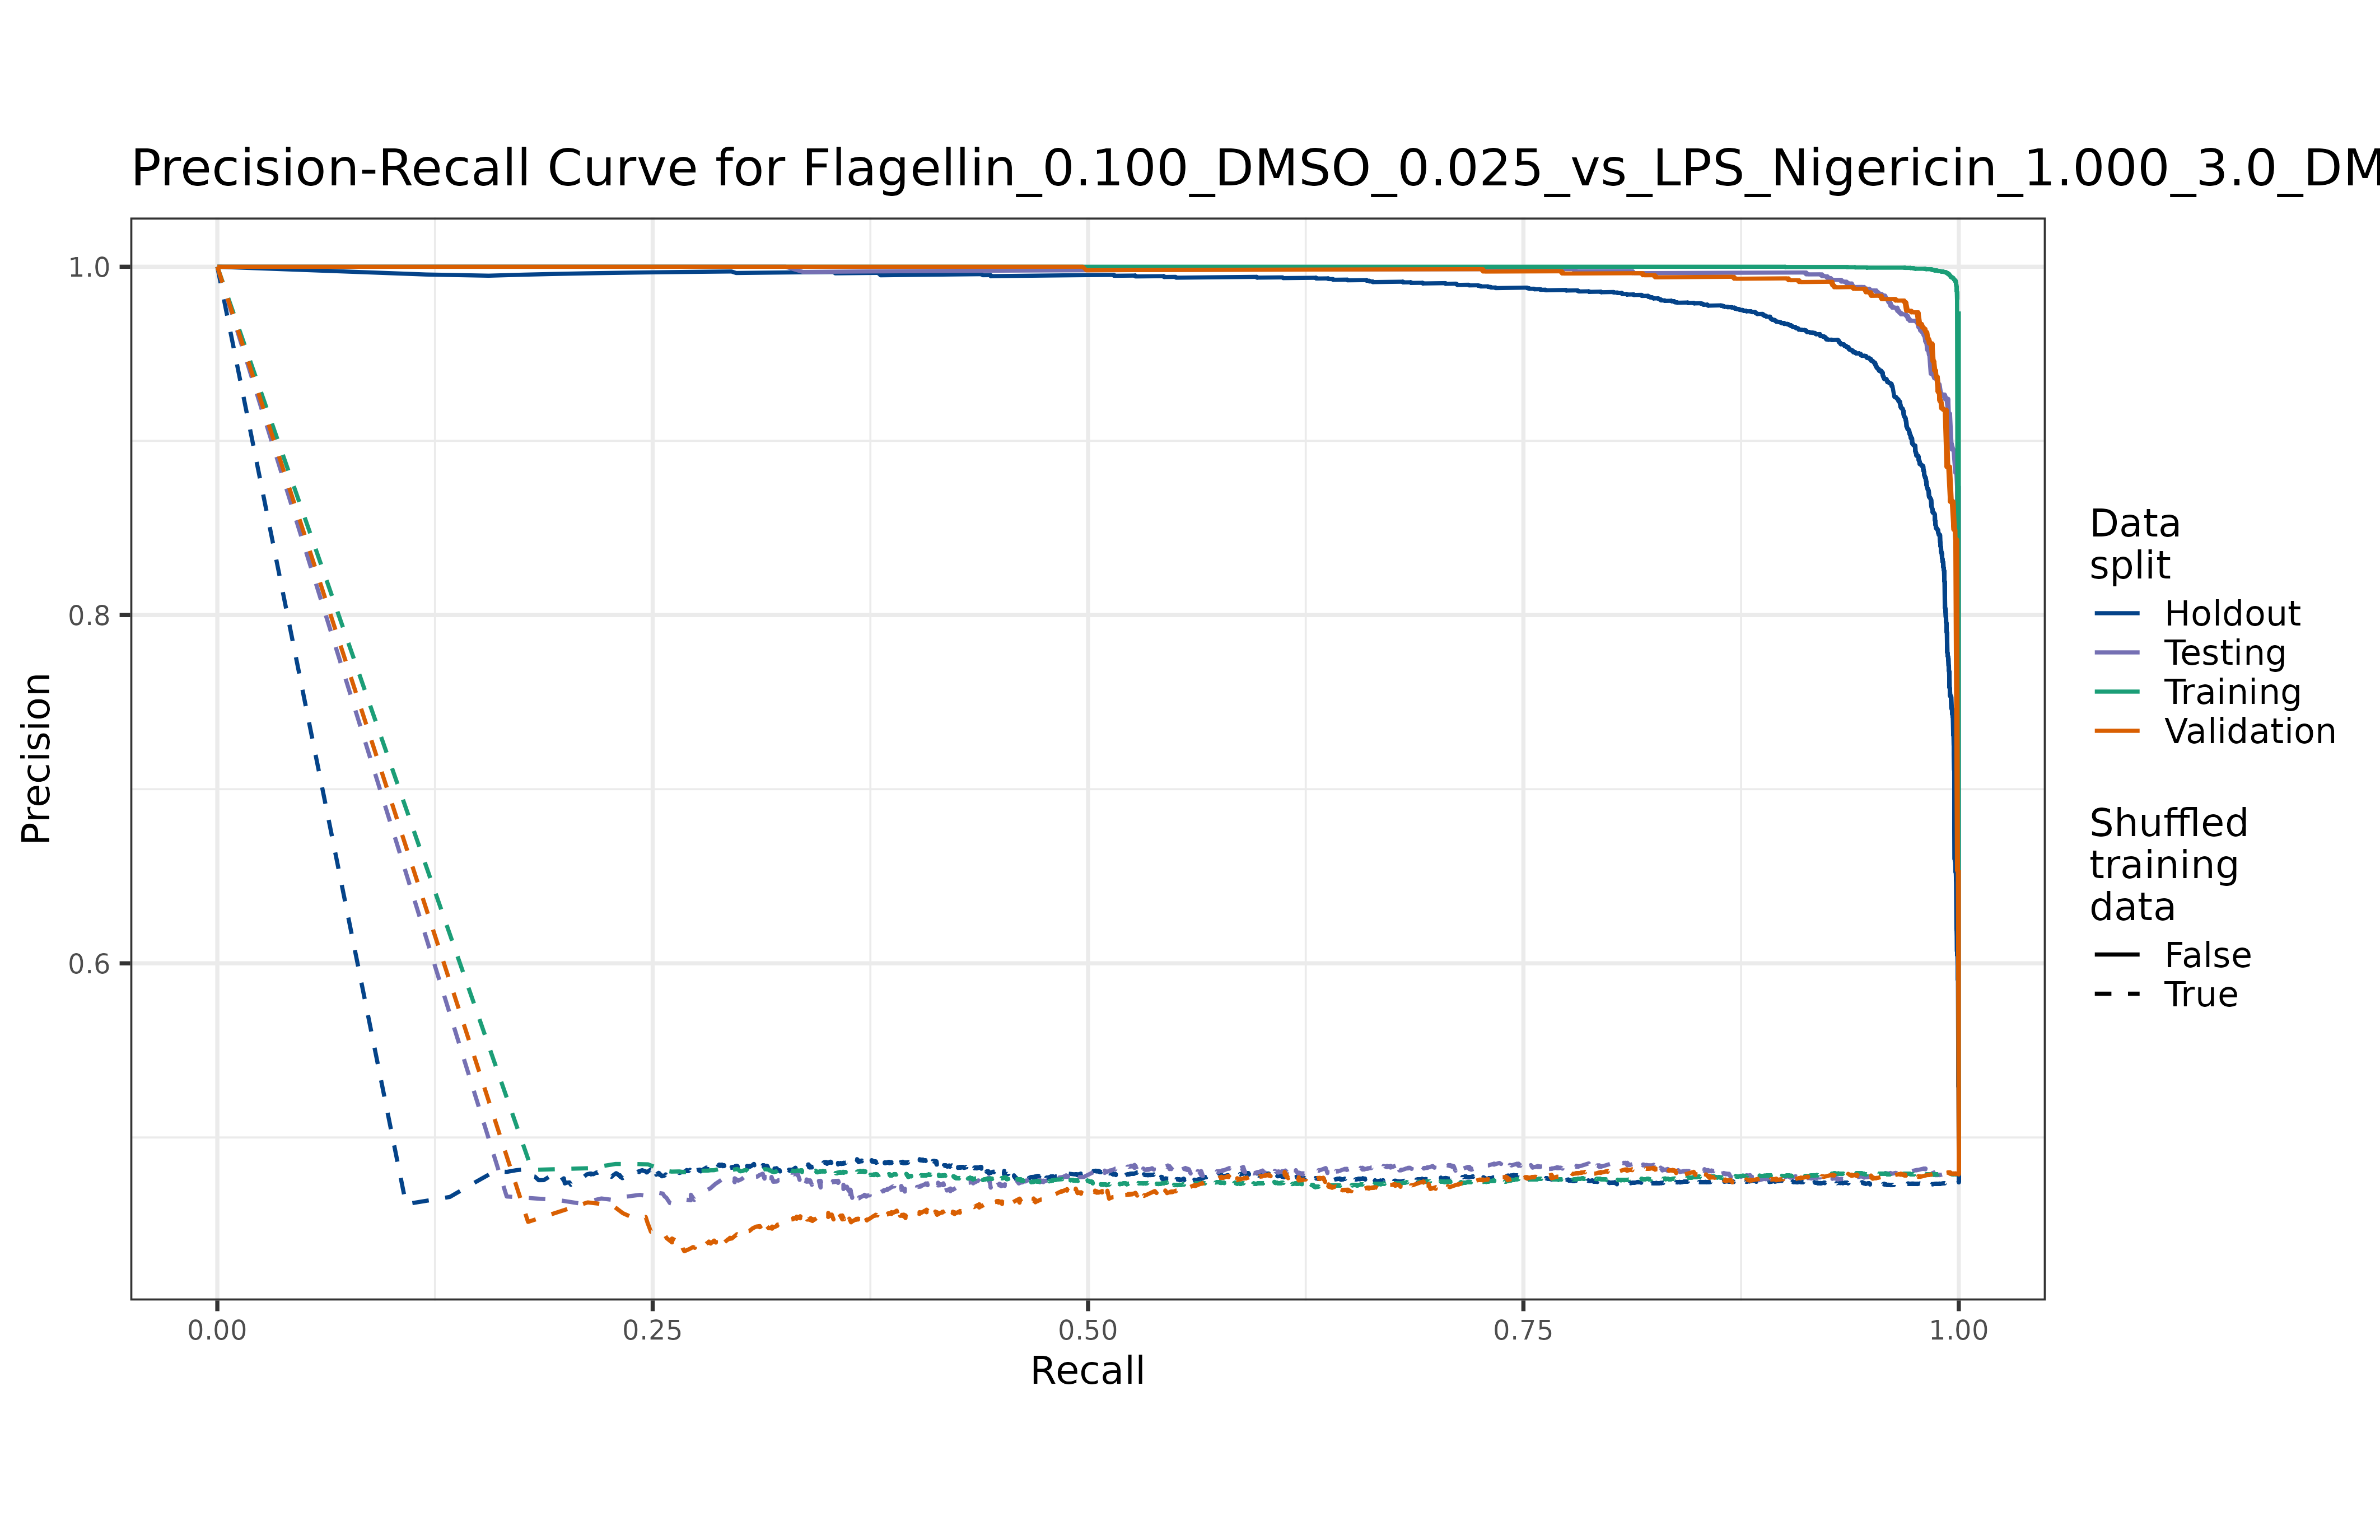 Precision-Recall Curve for Flagellin_0.100_DMSO_0.025_vs_LPS_Nigericin_1.000_3.0_DM
Precision
1.0
0.8
0.6
0.00 0.25 0.50 0.75 1.00
Recall
Data
split
Holdout
Testing
Training
Validation
Shuffled
training
data
False
True